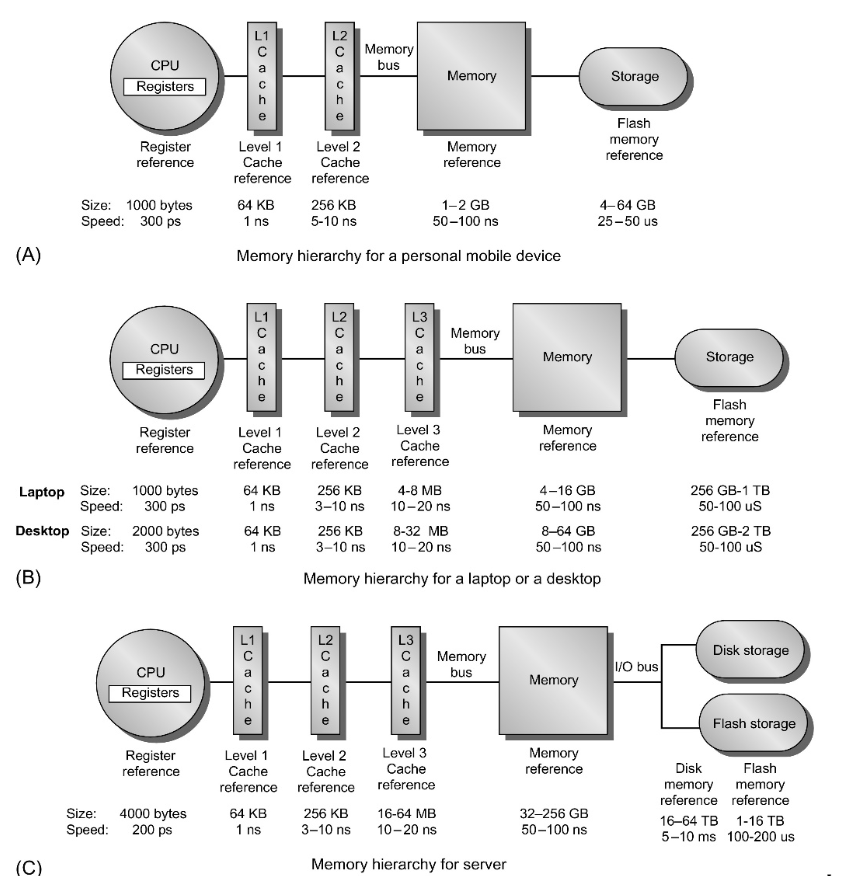 CPU
Registers
L1
C
a
c
h
e
L2
C
a
c
h
e
Memory
bus
Memory
Storage
Register
reference
Level 1
Cache
reference
Level 2
Cache
reference
Memory
reference
Flash
memory
reference
Size: 1000 bytes 64 KB 256 KB 1–2 GB 4–64 GB
Speed: 300 ps 1 ns 5-10 ns 50–100 ns 25–50 us
(A) Memory hierarchy for a personal mobile device
CPU
Registers
L1
C
a
c
h
e
L2
C
a
c
h
e
L3
C
a
c
h
e
Memory
bus
Memory
Storage
Register
reference
Level 1
Cache
reference
Level 2
Cache
reference
Level 3
Cache
reference
Memory
reference
Flash
memory
reference
Laptop Size: 1000 bytes 64 KB 256 KB 4-8 MB 4–16 GB 256 GB-1 TB
Speed: 300 ps 1 ns 3–10 ns 10–20 ns 50–100 ns 50-100 uS
Desktop Size: 2000 bytes 64 KB 256 KB 8-32 MB 8–64 GB 256 GB-2 TB
Speed: 300 ps 1 ns 3–10 ns 10–20 ns 50–100 ns 50-100 uS
(B) Memory hierarchy for a laptop or a desktop
CPU
Registers
L1
C
a
c
h
e
L2
C
a
c
h
e
L3
C
a
c
h
e
Memory
bus
Memory
I/O bus
Disk storage
Flash storage
Register
reference
Level 1
Cache
reference
Level 2
Cache
reference
Level 3
Cache
reference
Memory
reference
Disk
memory
reference
Flash
memory
reference
Size: 4000 bytes 64 KB 256 KB 16-64 MB 32–256 GB 16–64 TB 1-16 TB
Speed: 200 ps 1 ns 3–10 ns 10–20 ns 50–100 ns 5–10 ms 100-200 us
(C) Memory hierarchy for server